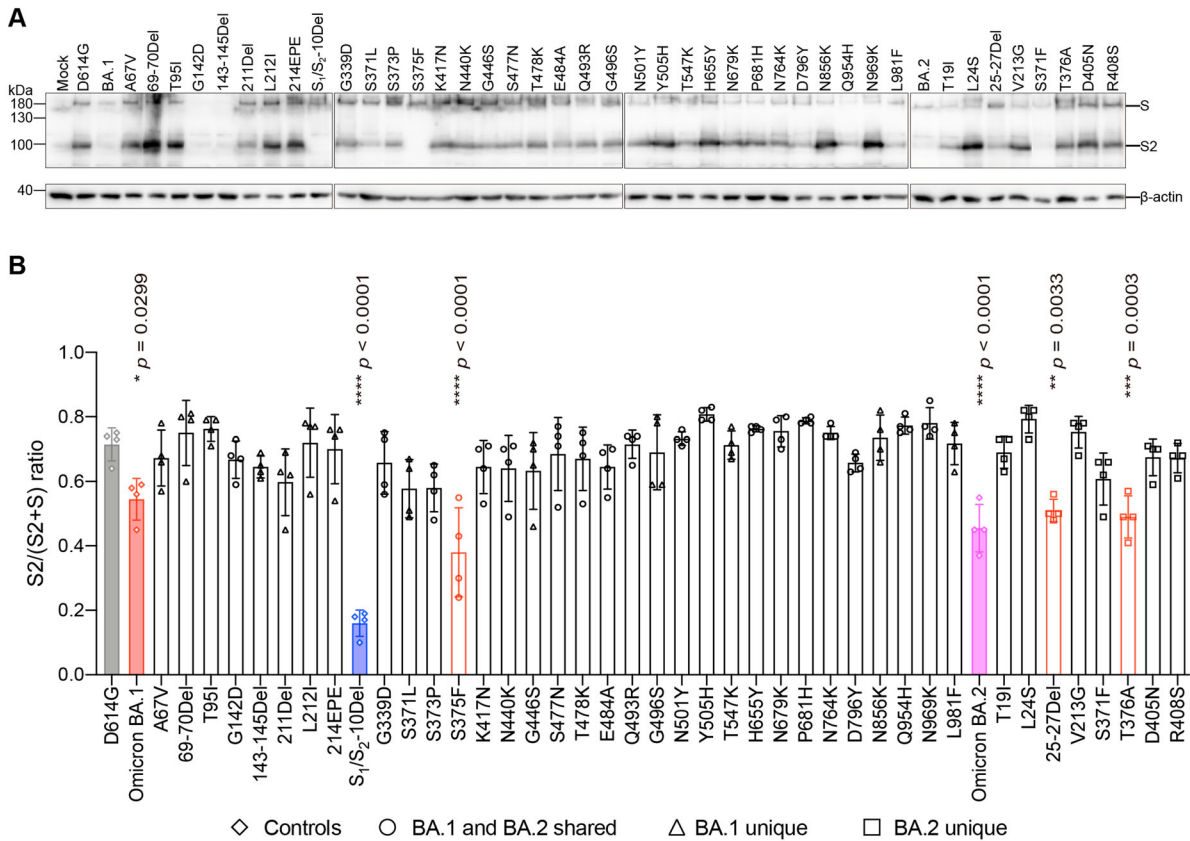 A
kDa
Mock
D614G
BA.1
A67V
69-70Del
T95I
G142D
143-145Del
211Del
L212I
214EPE
S1/S2-10Del
G339D
S371L
S373P
S375F
K417N
N440K
G446S
S477N
T478K
E484A
Q493R
G496S
N501Y
Y505H
T547K
H655Y
N679K
P681H
N764K
D796Y
N856K
Q954H
N969K
L981F
BA.2
T19I
L24S
25-27Del
V213G
S371F
T376A
D405N
R408S
180
130
100
40
S
S2
β-actin
B
* p = 0.0299
**** p < 0.0001
**** p < 0.0001
**** p < 0.0001
** p = 0.0033
*** p = 0.0003
S2/(S2+S) ratio
1.0
0.8
0.6
0.4
0.2
0.0
D614G
Omicron BA.1
A67V
69-70Del
T95I
G142D
143-145Del
211Del
L212I
214EPE
S1/S2-10Del
G339D
S371L
S373P
S375F
K417N
N440K
G446S
S477N
T478K
E484A
Q493R
G496S
N501Y
Y505H
T547K
H655Y
N679K
P681H
N764K
D796Y
N856K
Q954H
N969K
L981F
Omicron BA.2
T19I
L24S
25-27Del
V213G
S371F
T376A
D405N
R408S
Controls
BA.1 and BA.2 shared
BA.1 unique
BA.2 unique